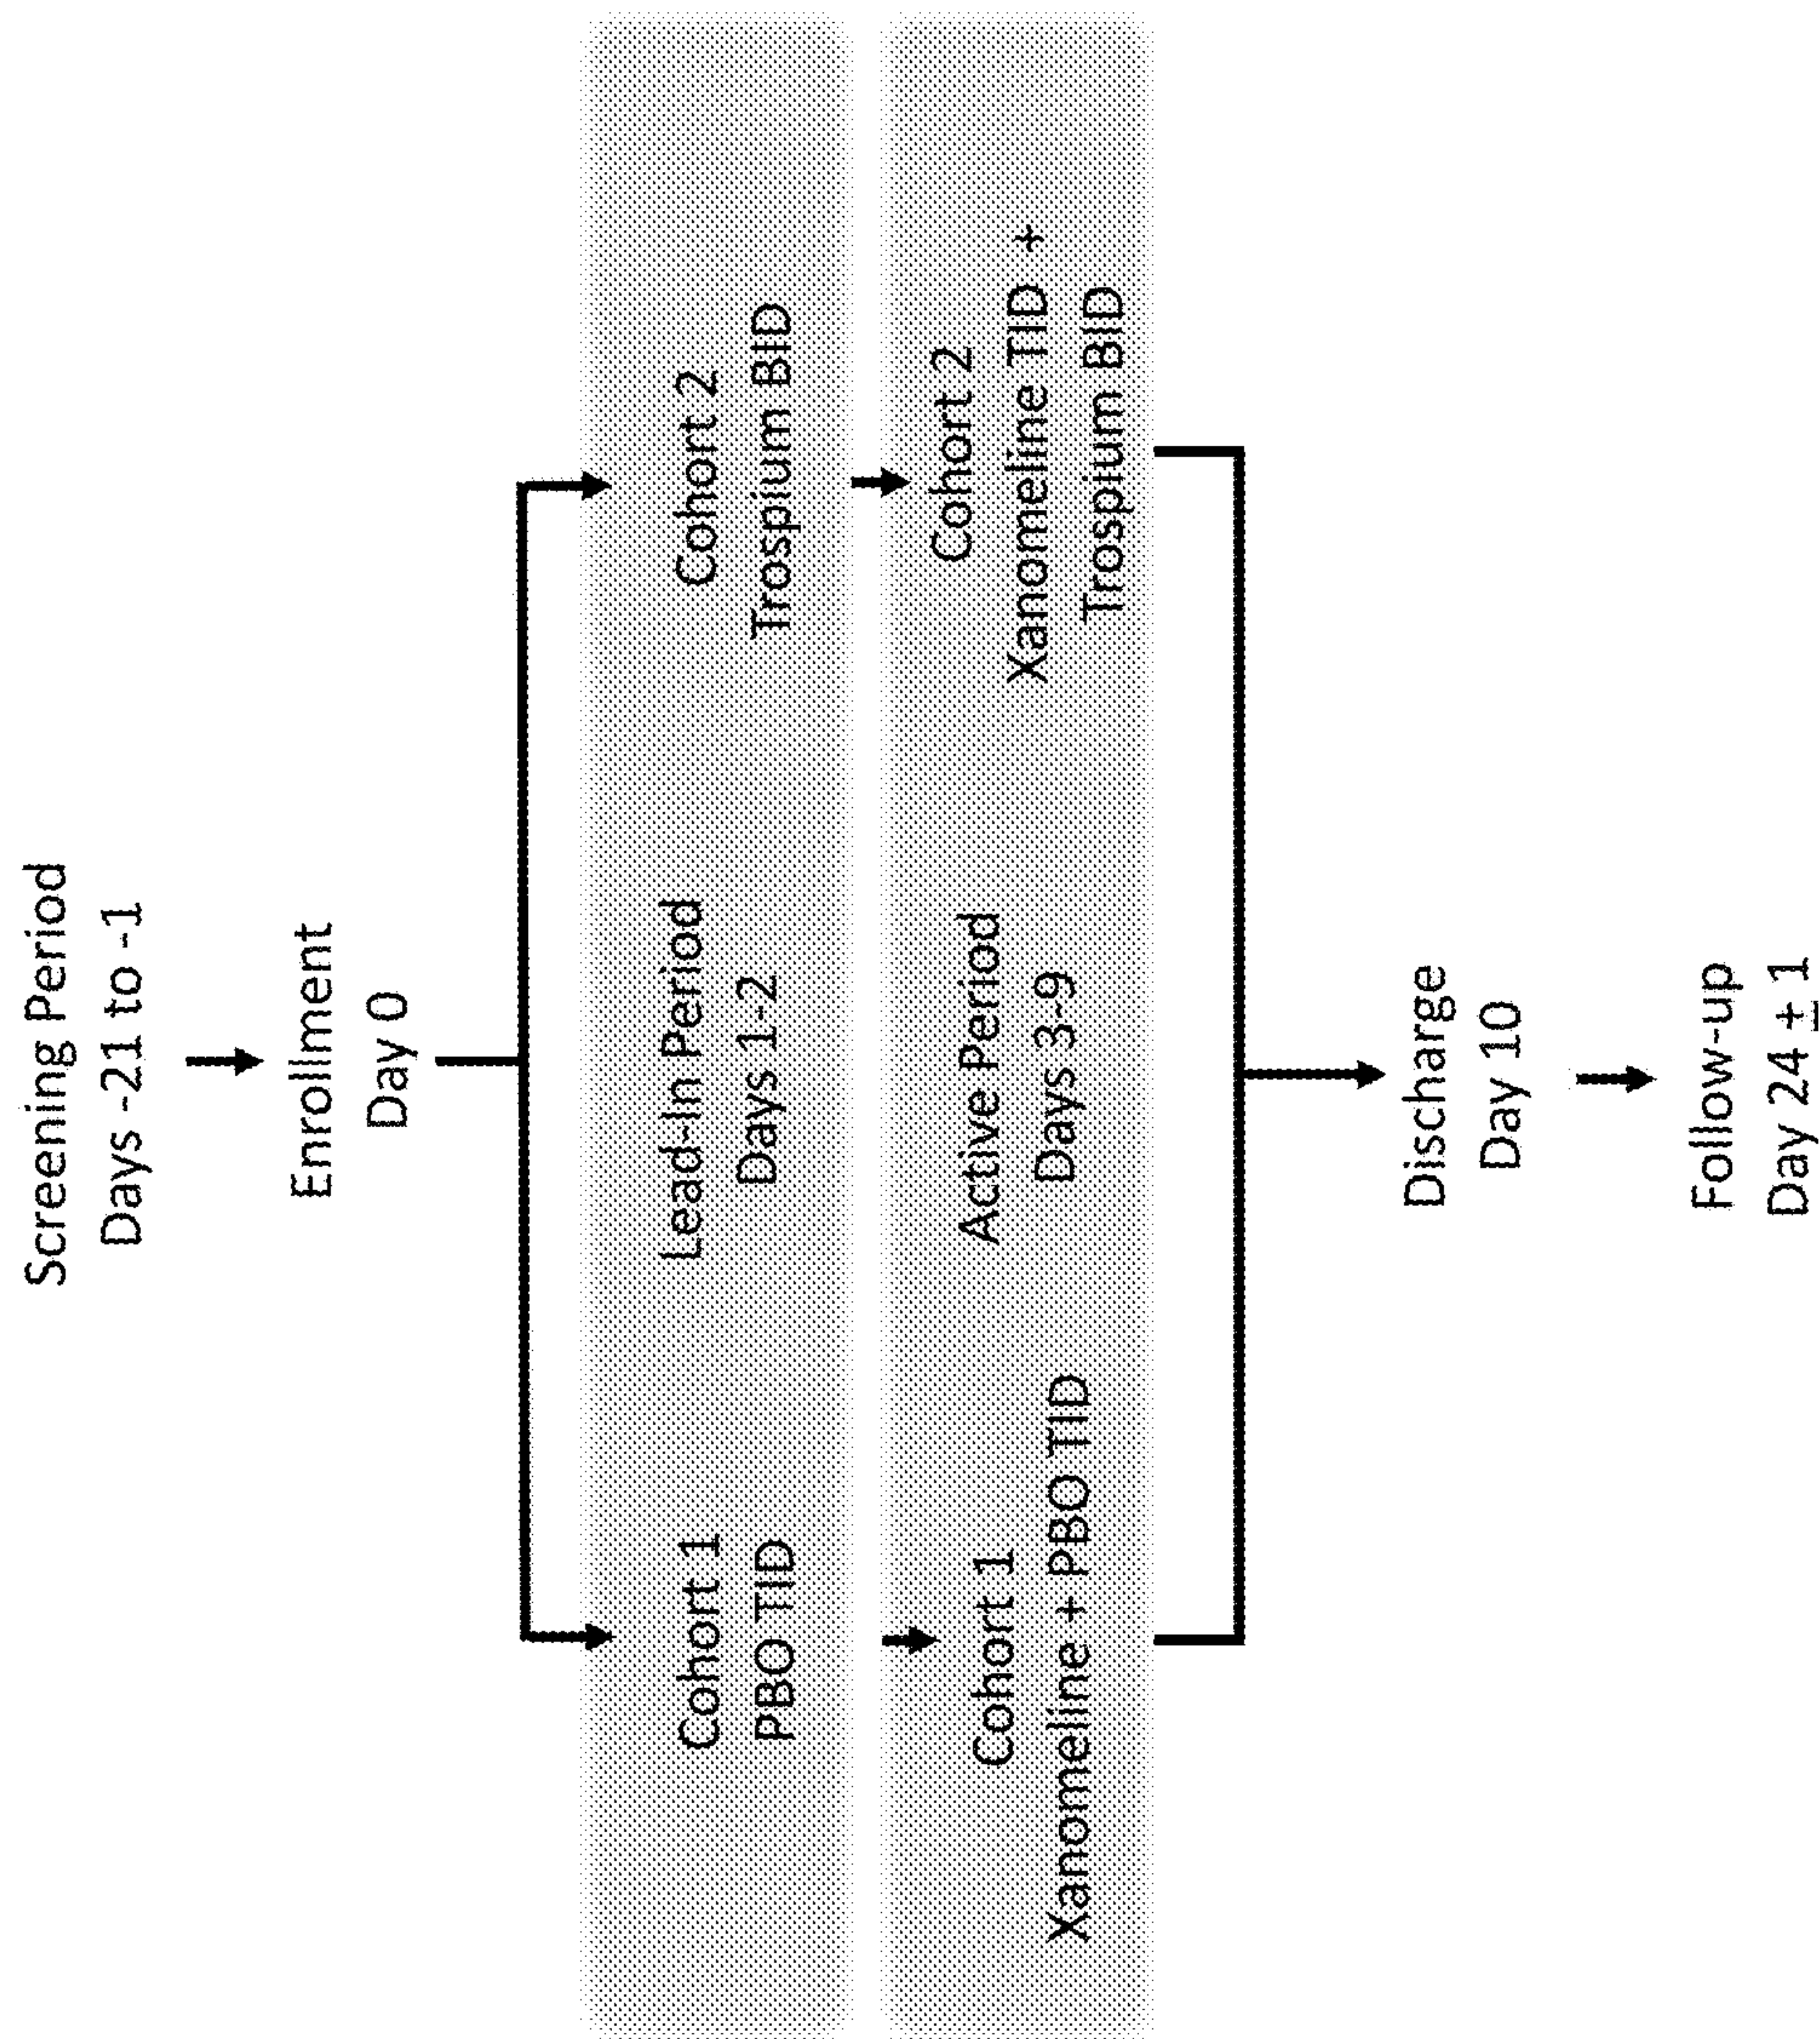 Screening Period
Days -21 to -1
Enrollment
Day 0
Cohort 1
PBO TID
Lead-In Period
Days 1-2
Cohort 2
Trospium BID
Cohort 1
Xanomeline + PBO TID
Active Period
Days 3-9
Cohort 2
Xanomeline TID +
Trospium BID
Discharge
Day 10
Follow-up
Day 24 ± 1